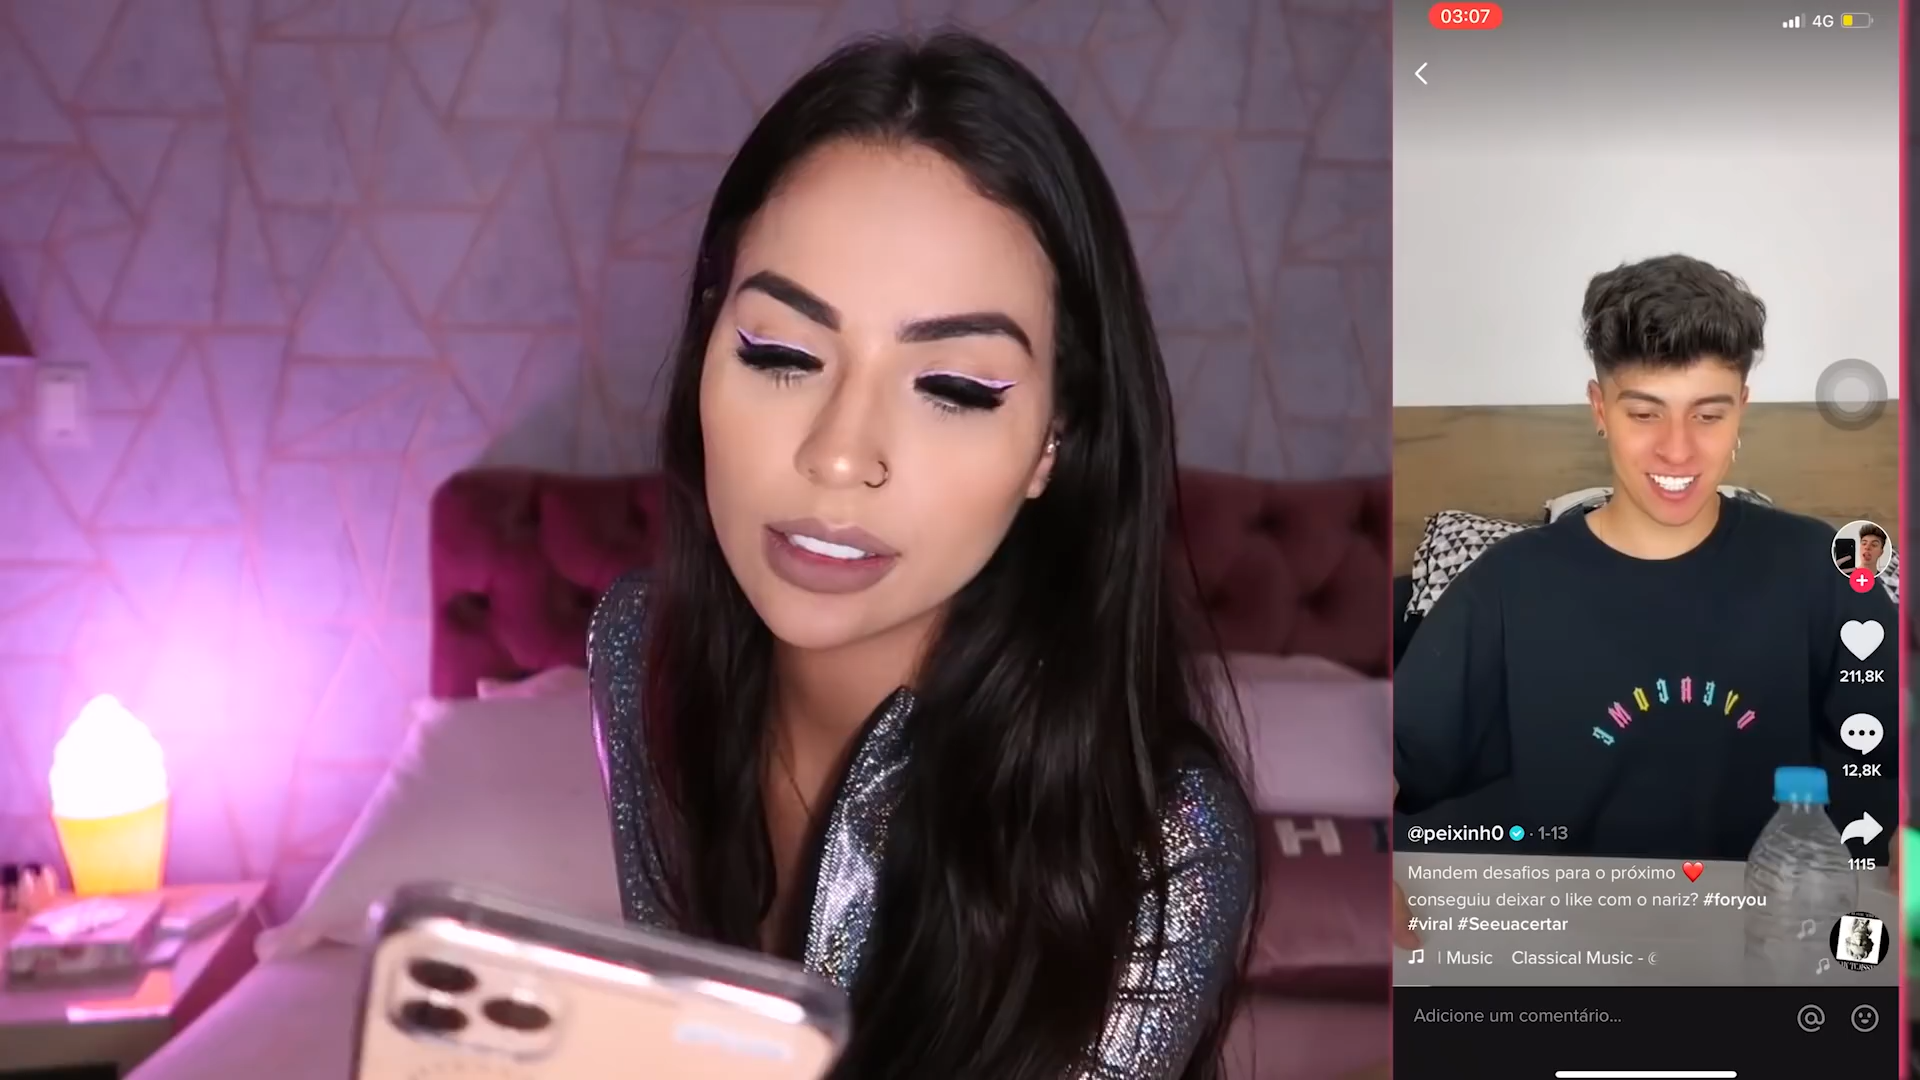 03:07
4G
OVERCOME
211,8K
12,8K
1115
@peixinh0 · 1-13
Mandem desafios para o próximo ❤️
conseguiu deixar o like com o nariz? #foryou
#viral #Seeuacertar
l Music Classical Music -
Adicione um comentário...
H